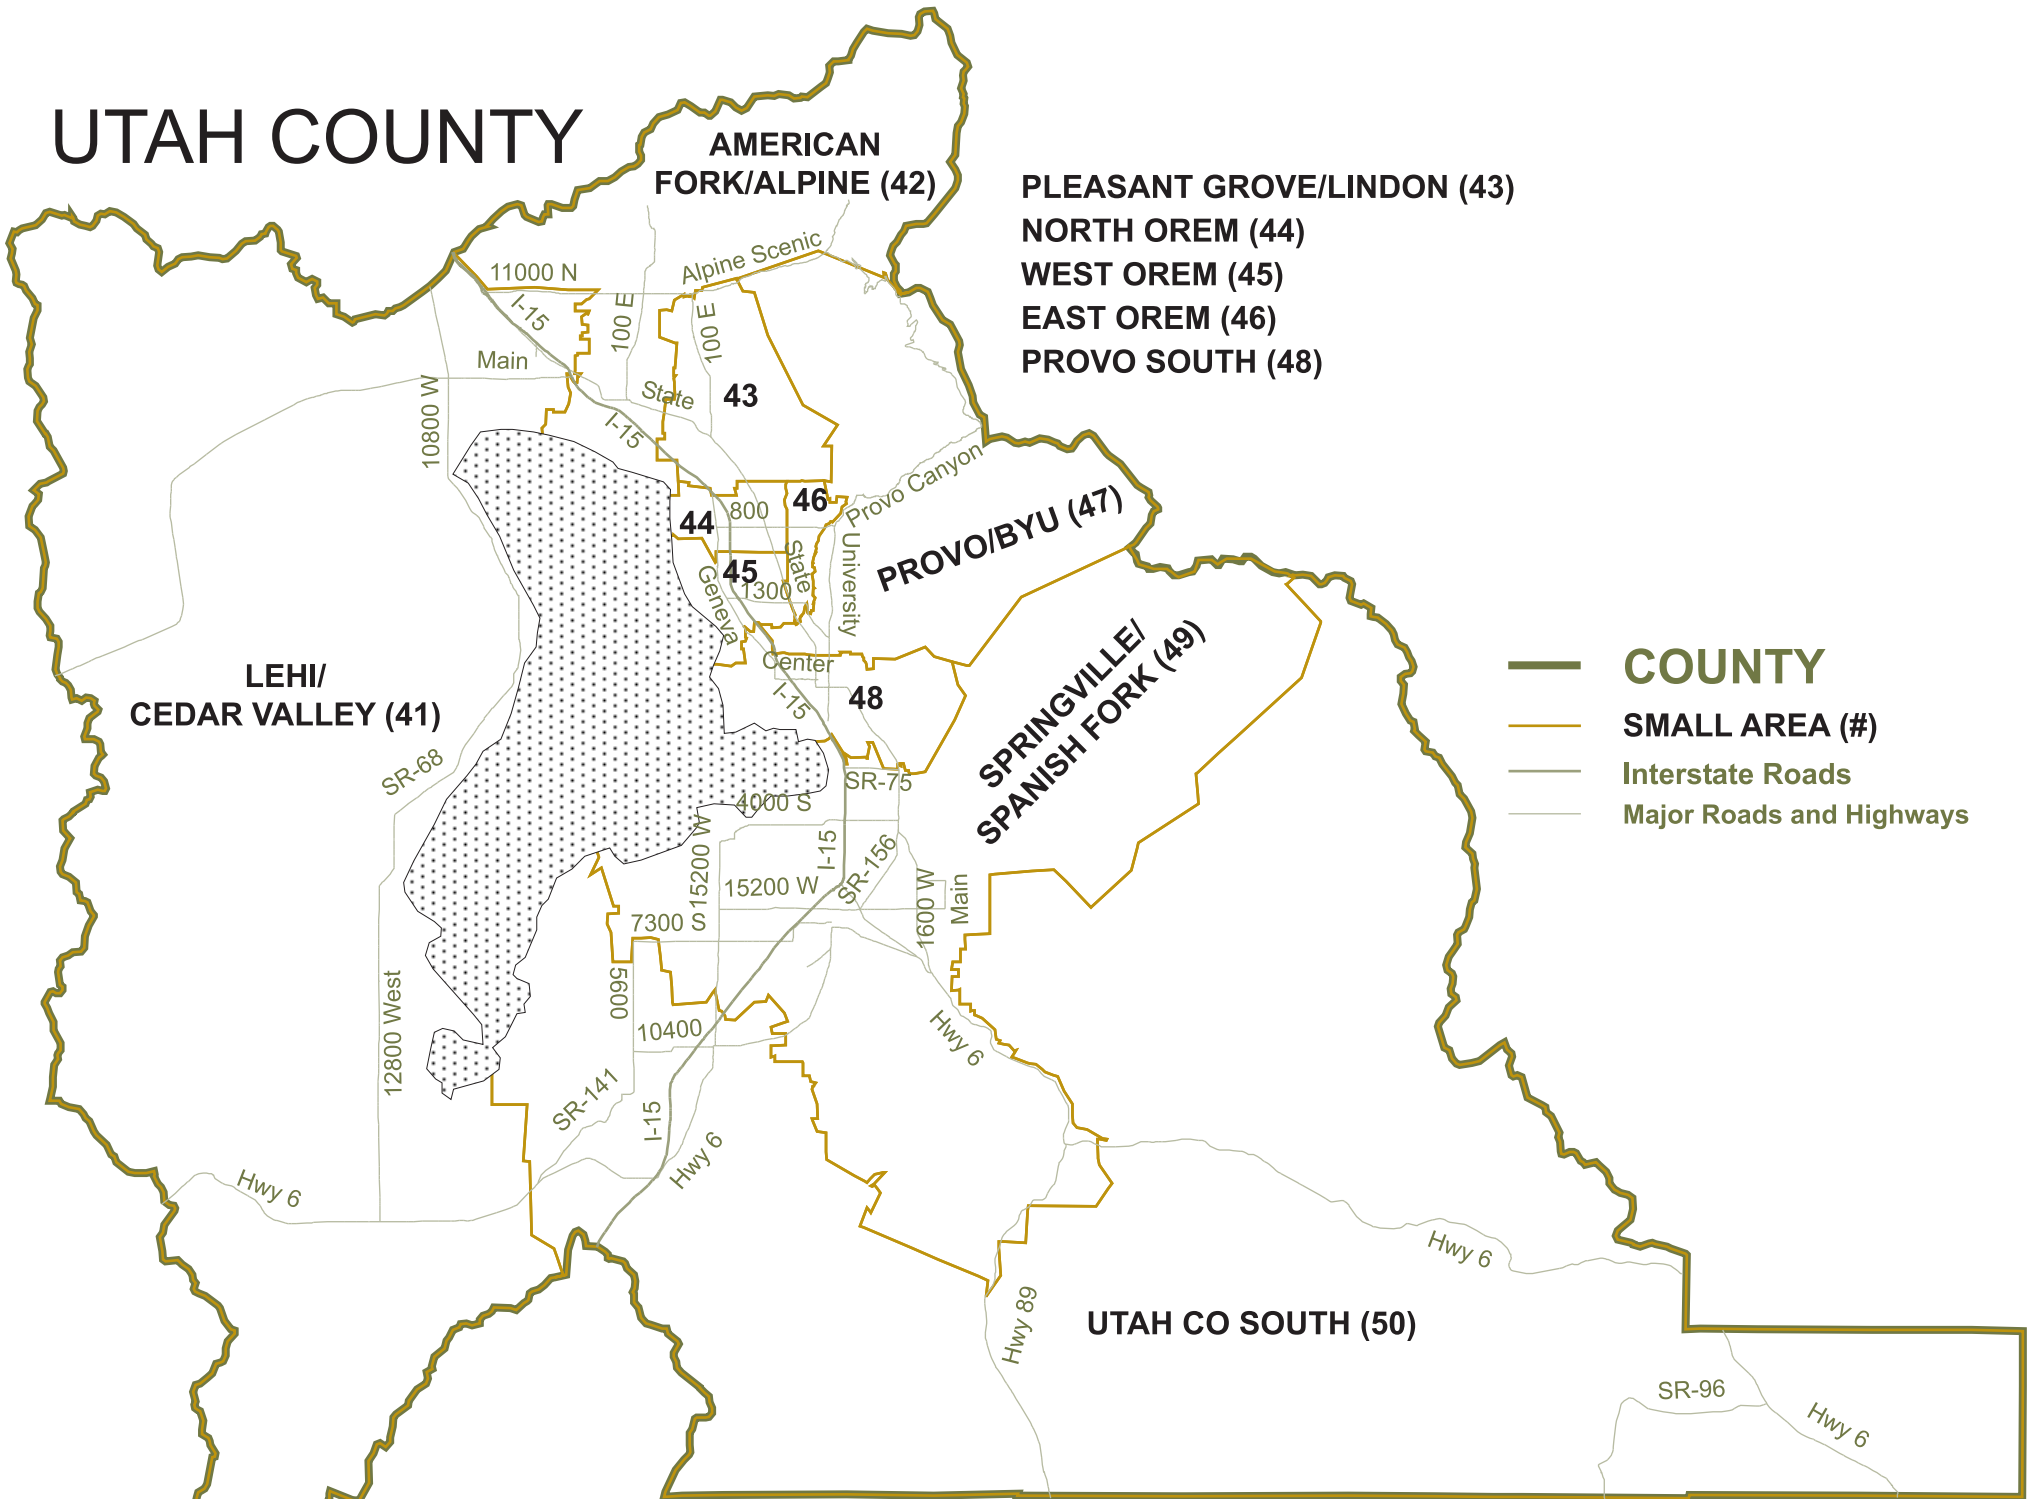 UTAH COUNTY
AMERICAN
FORK/ALPINE (42)
PLEASANT GROVE/LINDON (43)
NORTH OREM (44)
WEST OREM (45)
EAST OREM (46)
PROVO SOUTH (48)
11000 N
Alpine Scenic
I-15
100 E
100 E
Main
State
43
10800 W
I-15
Provo Canyon
46
800
44
PROVO/BYU (47)
State
University
45
1300
Geneva
Center
LEHI/
CEDAR VALLEY (41)
I-15
48
SPRINGVILLE/
SPANISH FORK (49)
COUNTY
SMALL AREA (#)
Interstate Roads
Major Roads and Highways
SR-68
SR-75
4000 S
15200 W
I-15
SR-156
15200 W
1600 W
Main
7300 S
5600
10400
Hwy 6
12800 West
SR-141
I-15
Hwy 6
Hwy 6
Hwy 6
Hwy 89
UTAH CO SOUTH (50)
SR-96
Hwy 6